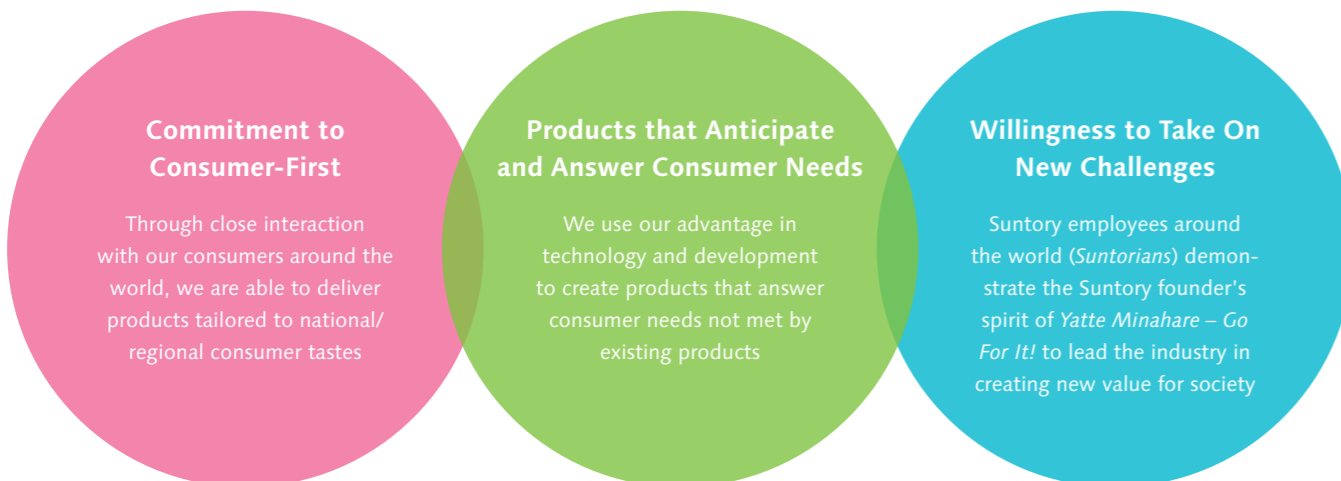 Commitment to
Consumer-First
Through close interaction
with our consumers around the
world, we are able to deliver
products tailored to national/
regional consumer tastes
Products that Anticipate
and Answer Consumer Needs
We use our advantage in
technology and development
to create products that answer
consumer needs not met by
existing products
Willingness to Take On
New Challenges
Suntory employees around
the world (Suntorians) demon-
strate the Suntory founder's
spirit of Yatte Minahare – Go
For It! to lead the industry in
creating new value for society